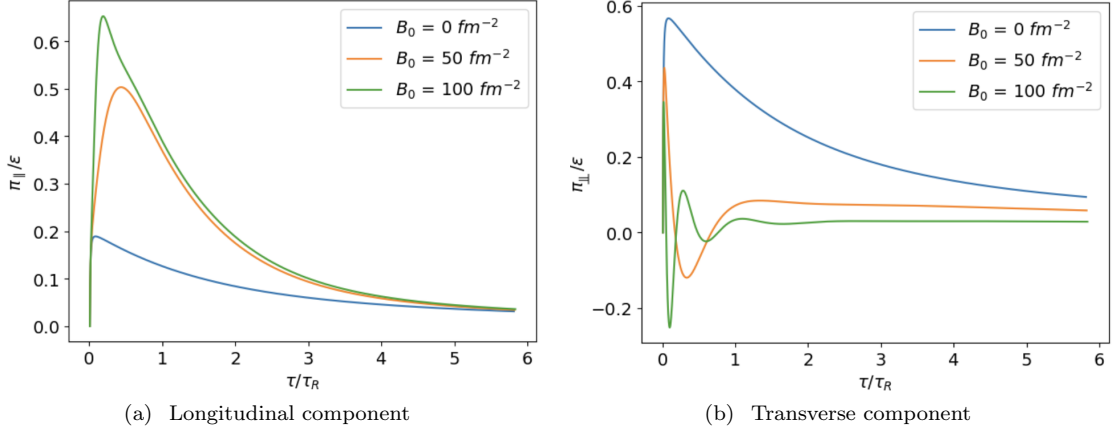 B₀ = 0 fm⁻²
B₀ = 50 fm⁻²
B₀ = 100 fm⁻²
π∥/ε
0.6
0.5
0.4
0.3
0.2
0.1
0.0
0 1 2 3 4 5 6
τ/τ_R
(a) Longitudinal component
B₀ = 0 fm⁻²
B₀ = 50 fm⁻²
B₀ = 100 fm⁻²
π⫫/ε
0.6
0.4
0.2
0.0
−0.2
0 1 2 3 4 5 6
τ/τ_R
(b) Transverse component